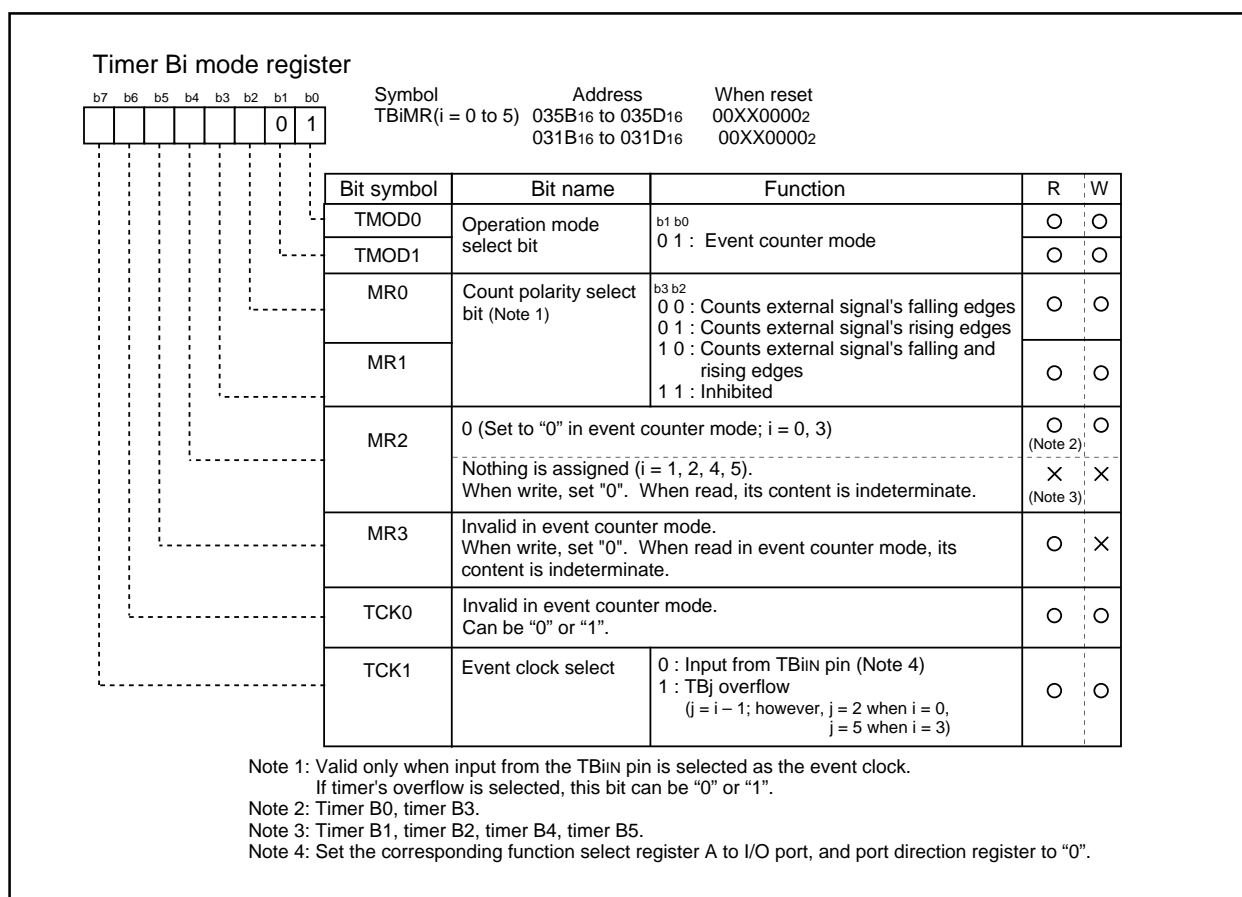 Timer Bi mode register
b7 b6 b5 b4 b3 b2 b1 b0
0 1
Symbol Address When reset
TBiMR(i = 0 to 5) 035B16 to 035D16 00XX00002
031B16 to 031D16 00XX00002
Bit symbol Bit name Function R W
TMOD0 Operation mode select bit b1 b0
0 1 : Event counter mode
TMOD1
MR0 Count polarity select bit (Note 1) b3 b2
0 0 : Counts external signal's falling edges
0 1 : Counts external signal's rising edges
1 0 : Counts external signal's falling and
rising edges
1 1 : Inhibited
MR1
MR2 0 (Set to “0” in event counter mode; i = 0, 3)
(Note 2)
Nothing is assigned (i = 1, 2, 4, 5).
When write, set "0". When read, its content is indeterminate.
(Note 3)
MR3 Invalid in event counter mode.
When write, set "0". When read in event counter mode, its
content is indeterminate.
TCK0 Invalid in event counter mode.
Can be “0” or “1”.
TCK1 Event clock select 0 : Input from TBiIN pin (Note 4)
1 : TBj overflow
(j = i – 1; however, j = 2 when i = 0,
j = 5 when i = 3)
Note 1: Valid only when input from the TBiIN pin is selected as the event clock.
If timer's overflow is selected, this bit can be “0” or “1”.
Note 2: Timer B0, timer B3.
Note 3: Timer B1, timer B2, timer B4, timer B5.
Note 4: Set the corresponding function select register A to I/O port, and port direction register to “0”.